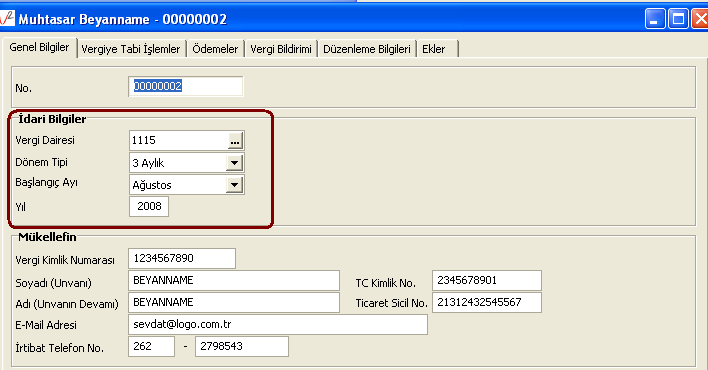 Muhtasar Beyanname - 00000002
Genel Bilgiler Vergiye Tabi İşlemler Ödemeler Vergi Bildirimi Düzenleme Bilgileri Ekler
No. 00000002
İdari Bilgiler
Vergi Dairesi 1115 ...
Dönem Tipi 3 Aylık
Başlangıç Ayı Ağustos
Yıl 2008
Mükellefin
Vergi Kimlik Numarası 1234567890
Soyadı (Unvanı) BEYANNAME TC Kimlik No. 2345678901
Adı (Unvanın Devamı) BEYANNAME Ticaret Sicil No. 21312432545567
E-Mail Adresi sevdat@logo.com.tr
İrtibat Telefon No. 262 - 2798543